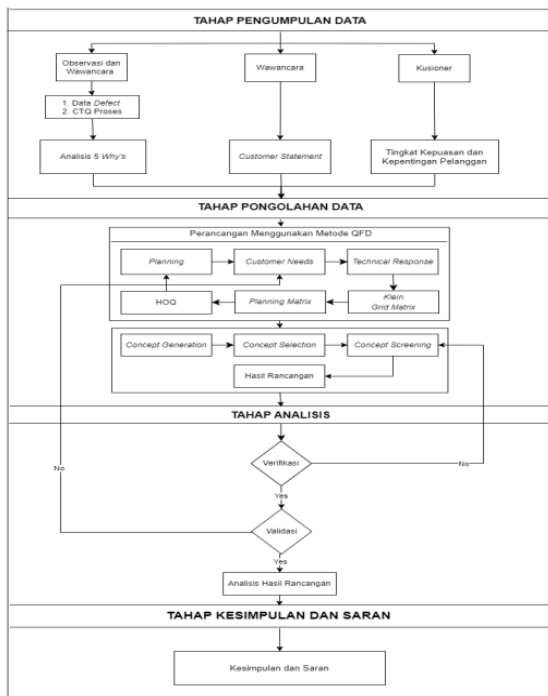 TAHAP PENGUMPULAN DATA
Observasi dan
Wawancara
Wawancara
Kusioner
1. Data Defect
2. CTQ Proses
Analisis 5 Why's
Customer Statement
Tingkat Kepuasan dan
Kepentingan Pelanggan
TAHAP PONGOLAHAN DATA
Perancangan Menggunakan Metode QFD
Planning
Customer Needs
Technical Response
HOQ
Planning Matrix
Klein
Grid Matrix
Concept Generation
Concept Selection
Concept Screening
Hasil Rancangan
TAHAP ANALISIS
No
Verifikasi
No
Yes
Validasi
Yes
Analisis Hasil Rancangan
TAHAP KESIMPULAN DAN SARAN
Kesimpulan dan Saran